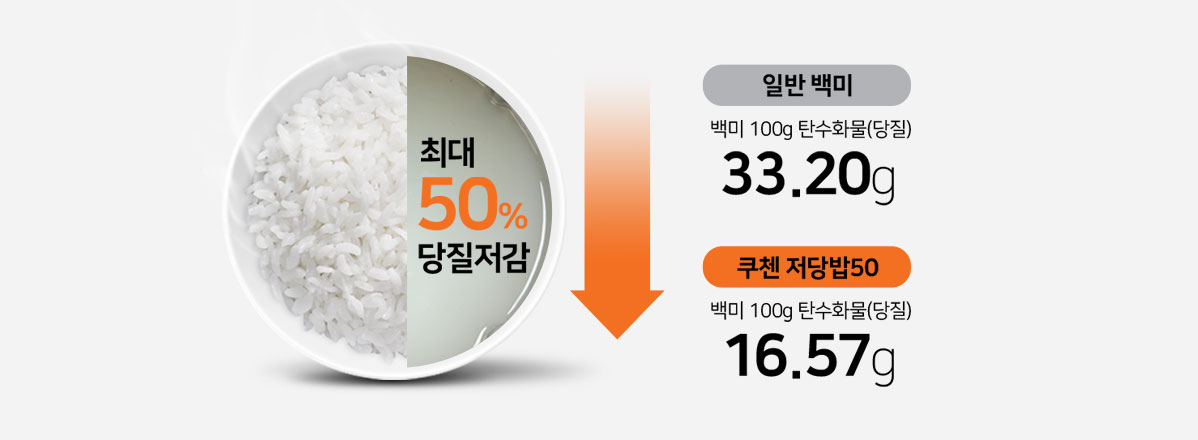 최대
50%
당질저감
일반 백미
백미 100g 탄수화물(당질)
33.20g
쿠첸 저당밥50
백미 100g 탄수화물(당질)
16.57g